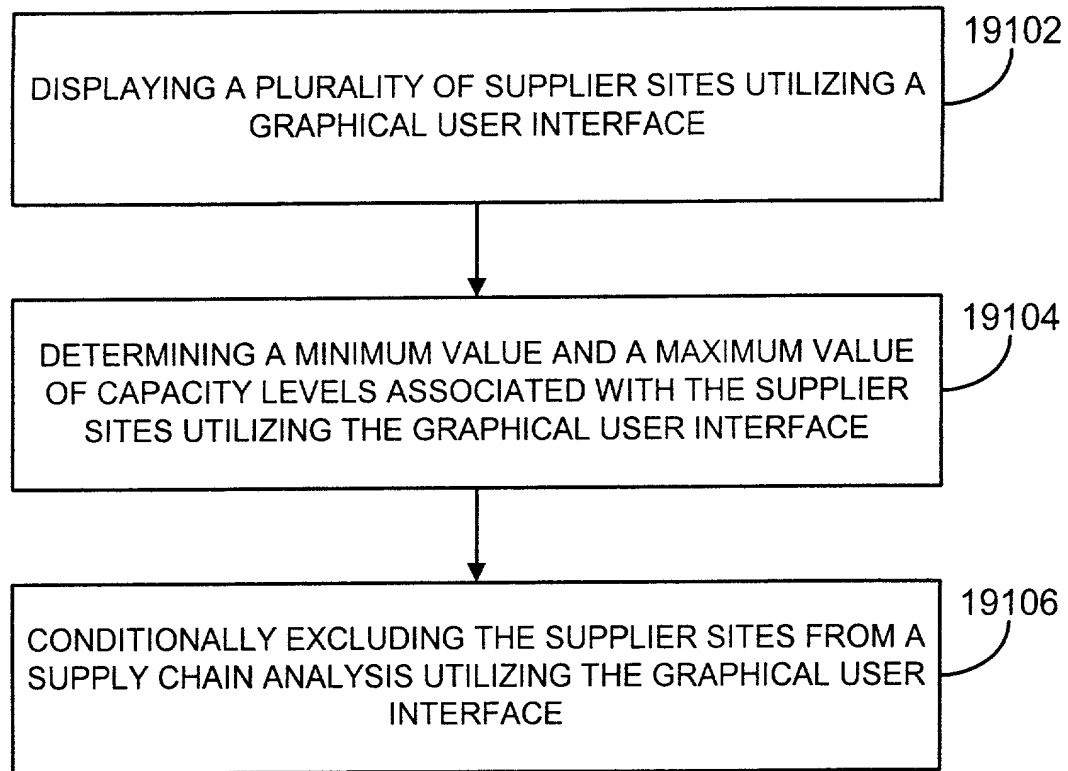 19102
DISPLAYING A PLURALITY OF SUPPLIER SITES UTILIZING A
GRAPHICAL USER INTERFACE
19104
DETERMINING A MINIMUM VALUE AND A MAXIMUM VALUE
OF CAPACITY LEVELS ASSOCIATED WITH THE SUPPLIER
SITES UTILIZING THE GRAPHICAL USER INTERFACE
19106
CONDITIONALLY EXCLUDING THE SUPPLIER SITES FROM A
SUPPLY CHAIN ANALYSIS UTILIZING THE GRAPHICAL USER
INTERFACE